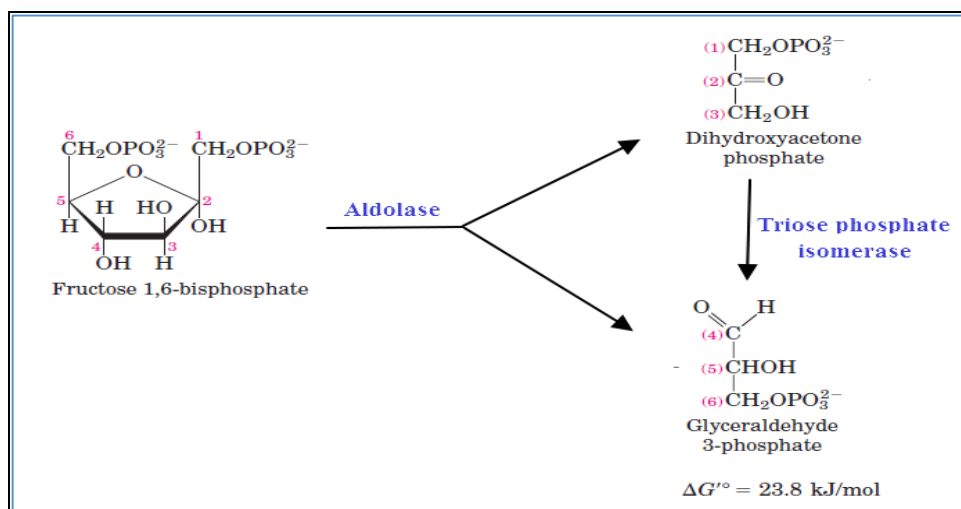 (1)CH₂OPO₃²⁻
(2)C=O
(3)CH₂OH
Dihydroxyacetone
phosphate
6 1
CH₂OPO₃²⁻ CH₂OPO₃²⁻
O
5 H HO 2
H OH
4 3
OH H
Fructose 1,6-bisphosphate
Aldolase
Triose phosphate
isomerase
O H
(4)C
(5)CHOH
(6)CH₂OPO₃²⁻
Glyceraldehyde
3-phosphate
ΔG′° = 23.8 kJ/mol